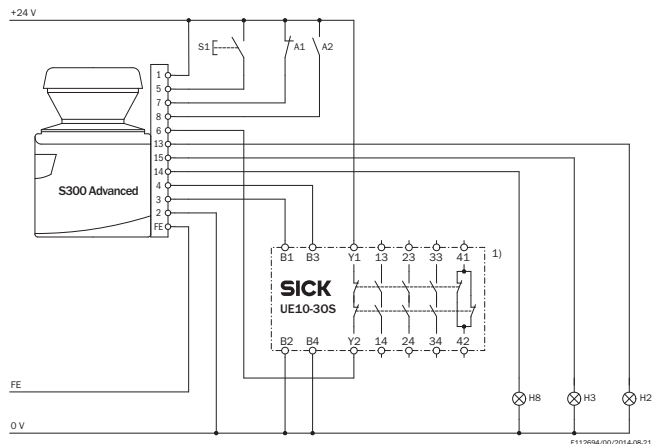 +24 V
S1
A1
A2
1
5
7
8
6
13
15
14
4
3
2
FE
S300 Advanced
B1 B3 Y1 13 23 33 41
1)
SICK
UE10-30S
B2 B4 Y2 14 24 34 42
FE
H8 H3 H2
0 V
E112694/00/2014-08-21